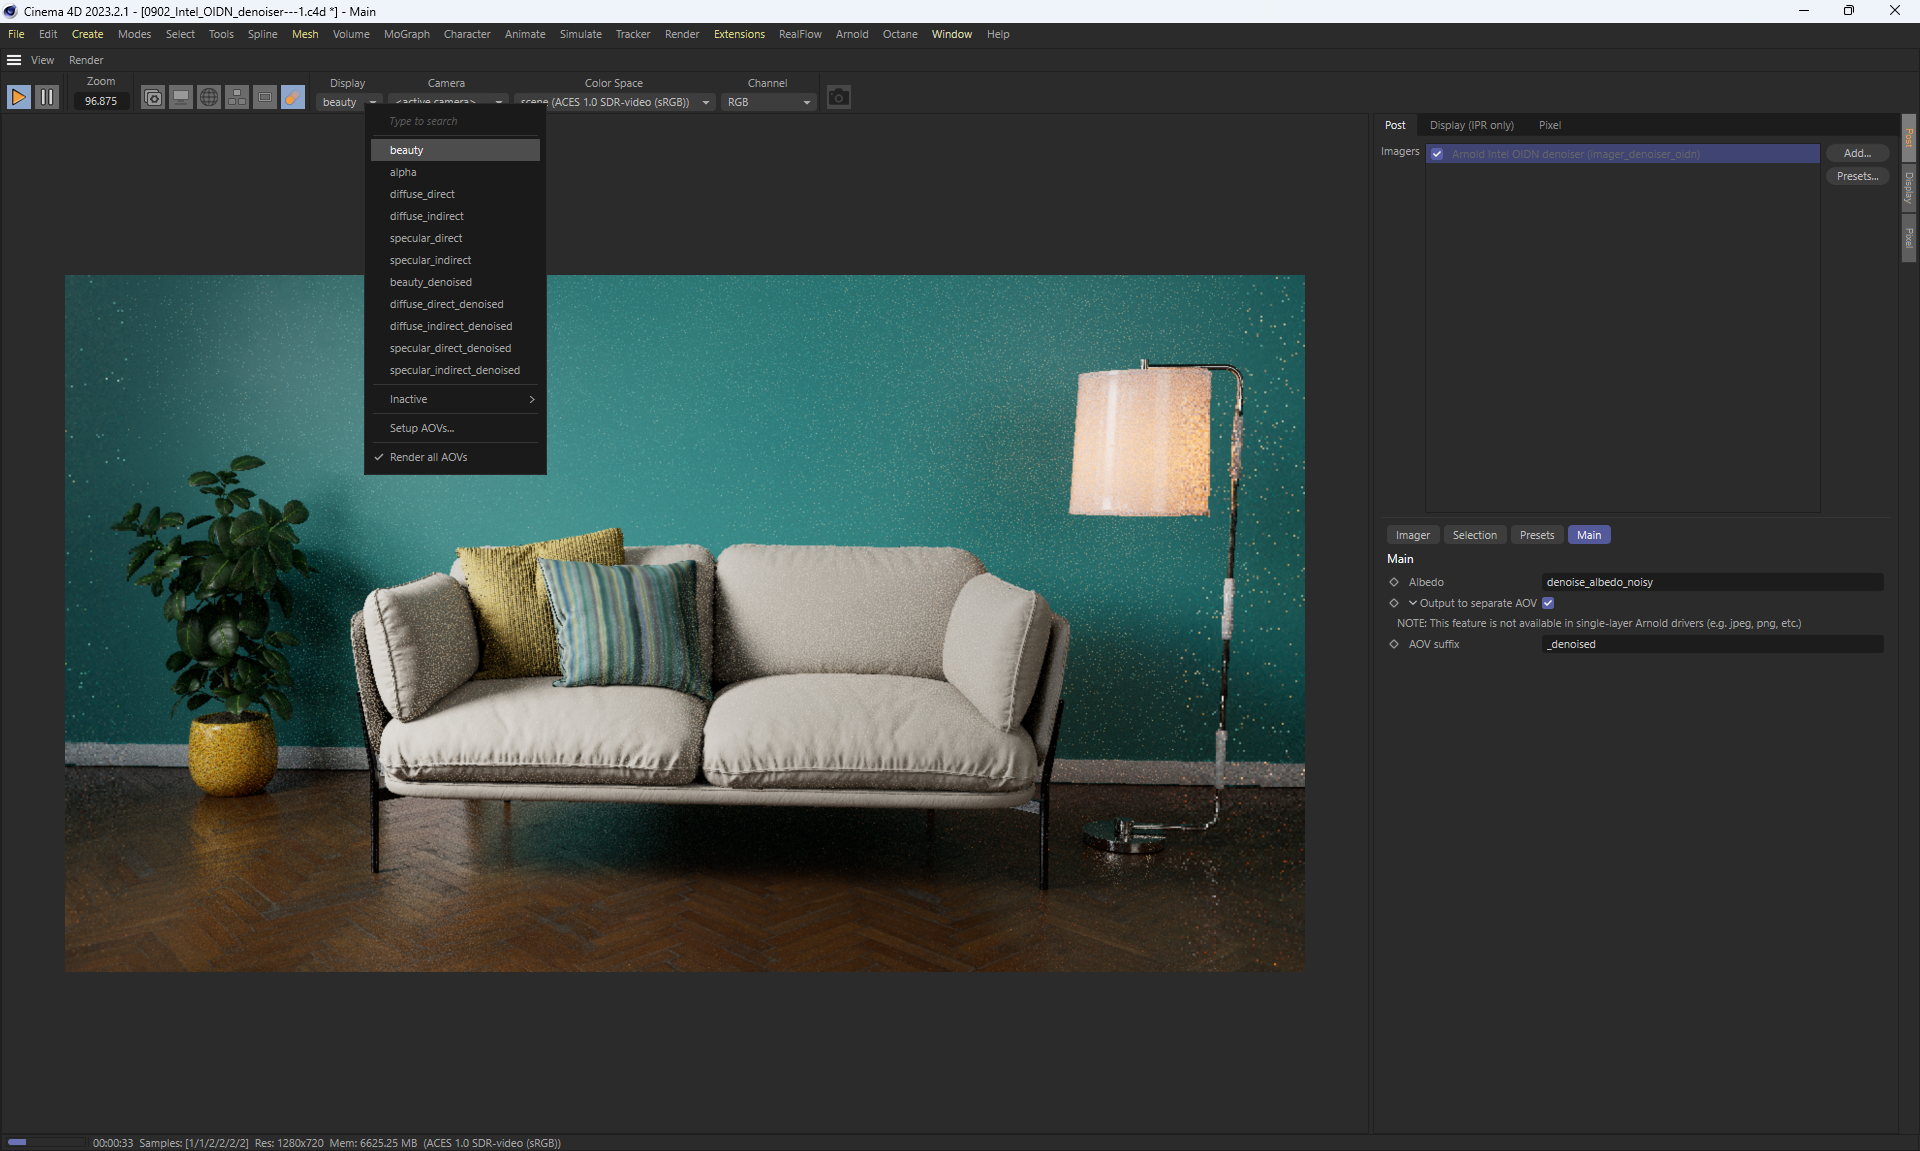 Cinema 4D 2023.2.1 - [0902_Intel_OIDN_denoiser---1.c4d *] - Main
File Edit Create Modes Select Tools Spline Mesh Volume MoGraph Character Animate Simulate Tracker Render Extensions RealFlow Arnold Octane Window Help
View Render
Zoom Display Camera Color Space Channel
96.875 beauty <active camera> scene (ACES 1.0 SDR-video (sRGB)) RGB
Type to search
beauty
alpha
diffuse_direct
diffuse_indirect
specular_direct
specular_indirect
beauty_denoised
diffuse_direct_denoised
diffuse_indirect_denoised
specular_direct_denoised
specular_indirect_denoised
Inactive
Setup AOVs...
Render all AOVs
Post Display (IPR only) Pixel
Imagers Arnold Intel OIDN denoiser (imager_denoiser_oidn) Add...
Presets...
Post
Display
Pixel
Imager Selection Presets Main
Main
Albedo denoise_albedo_noisy
Output to separate AOV
NOTE: This feature is not available in single-layer Arnold drivers (e.g. jpeg, png, etc.)
AOV suffix _denoised
00:00:33 Samples: [1/1/2/2/2/2] Res: 1280x720 Mem: 6625.25 MB (ACES 1.0 SDR-video (sRGB))